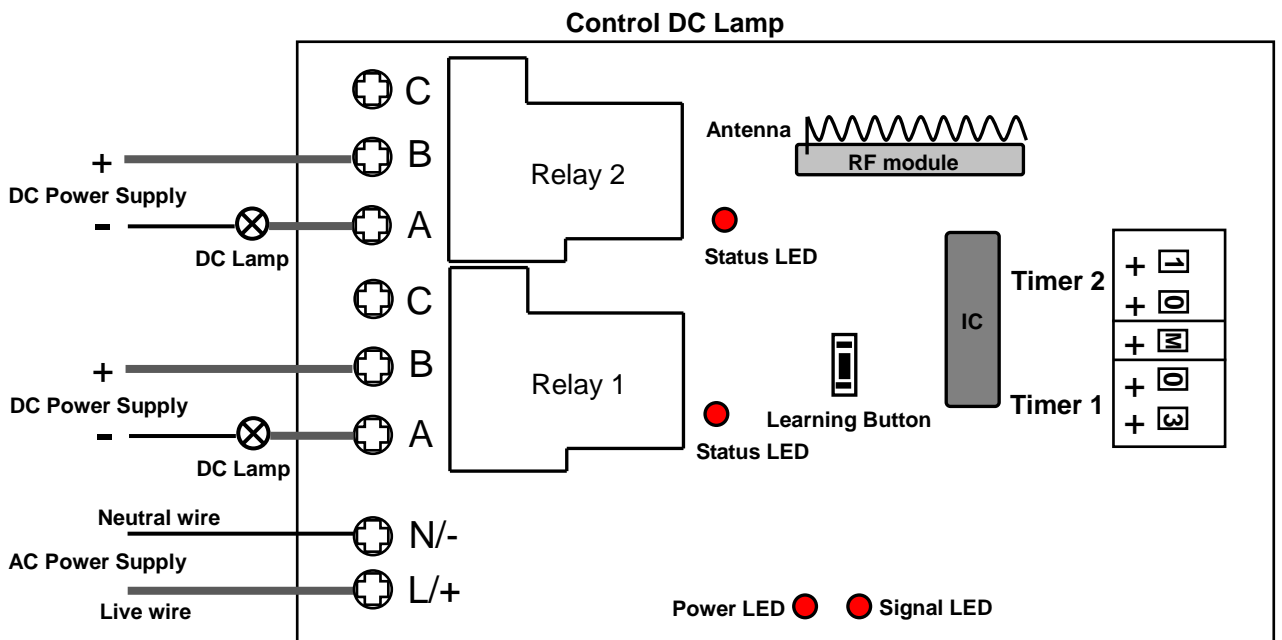 Control DC Lamp
C
B
A
+
DC Power Supply
-
DC Lamp
Relay 2
Antenna
RF module
Status LED
C
B
A
+
DC Power Supply
-
DC Lamp
Relay 1
Status LED
Learning Button
IC
Timer 2
Timer 1
+ 1
+ 0
+ M
+ 0
+ 3
Neutral wire
N/-
AC Power Supply
L/+
Live wire
Power LED
Signal LED